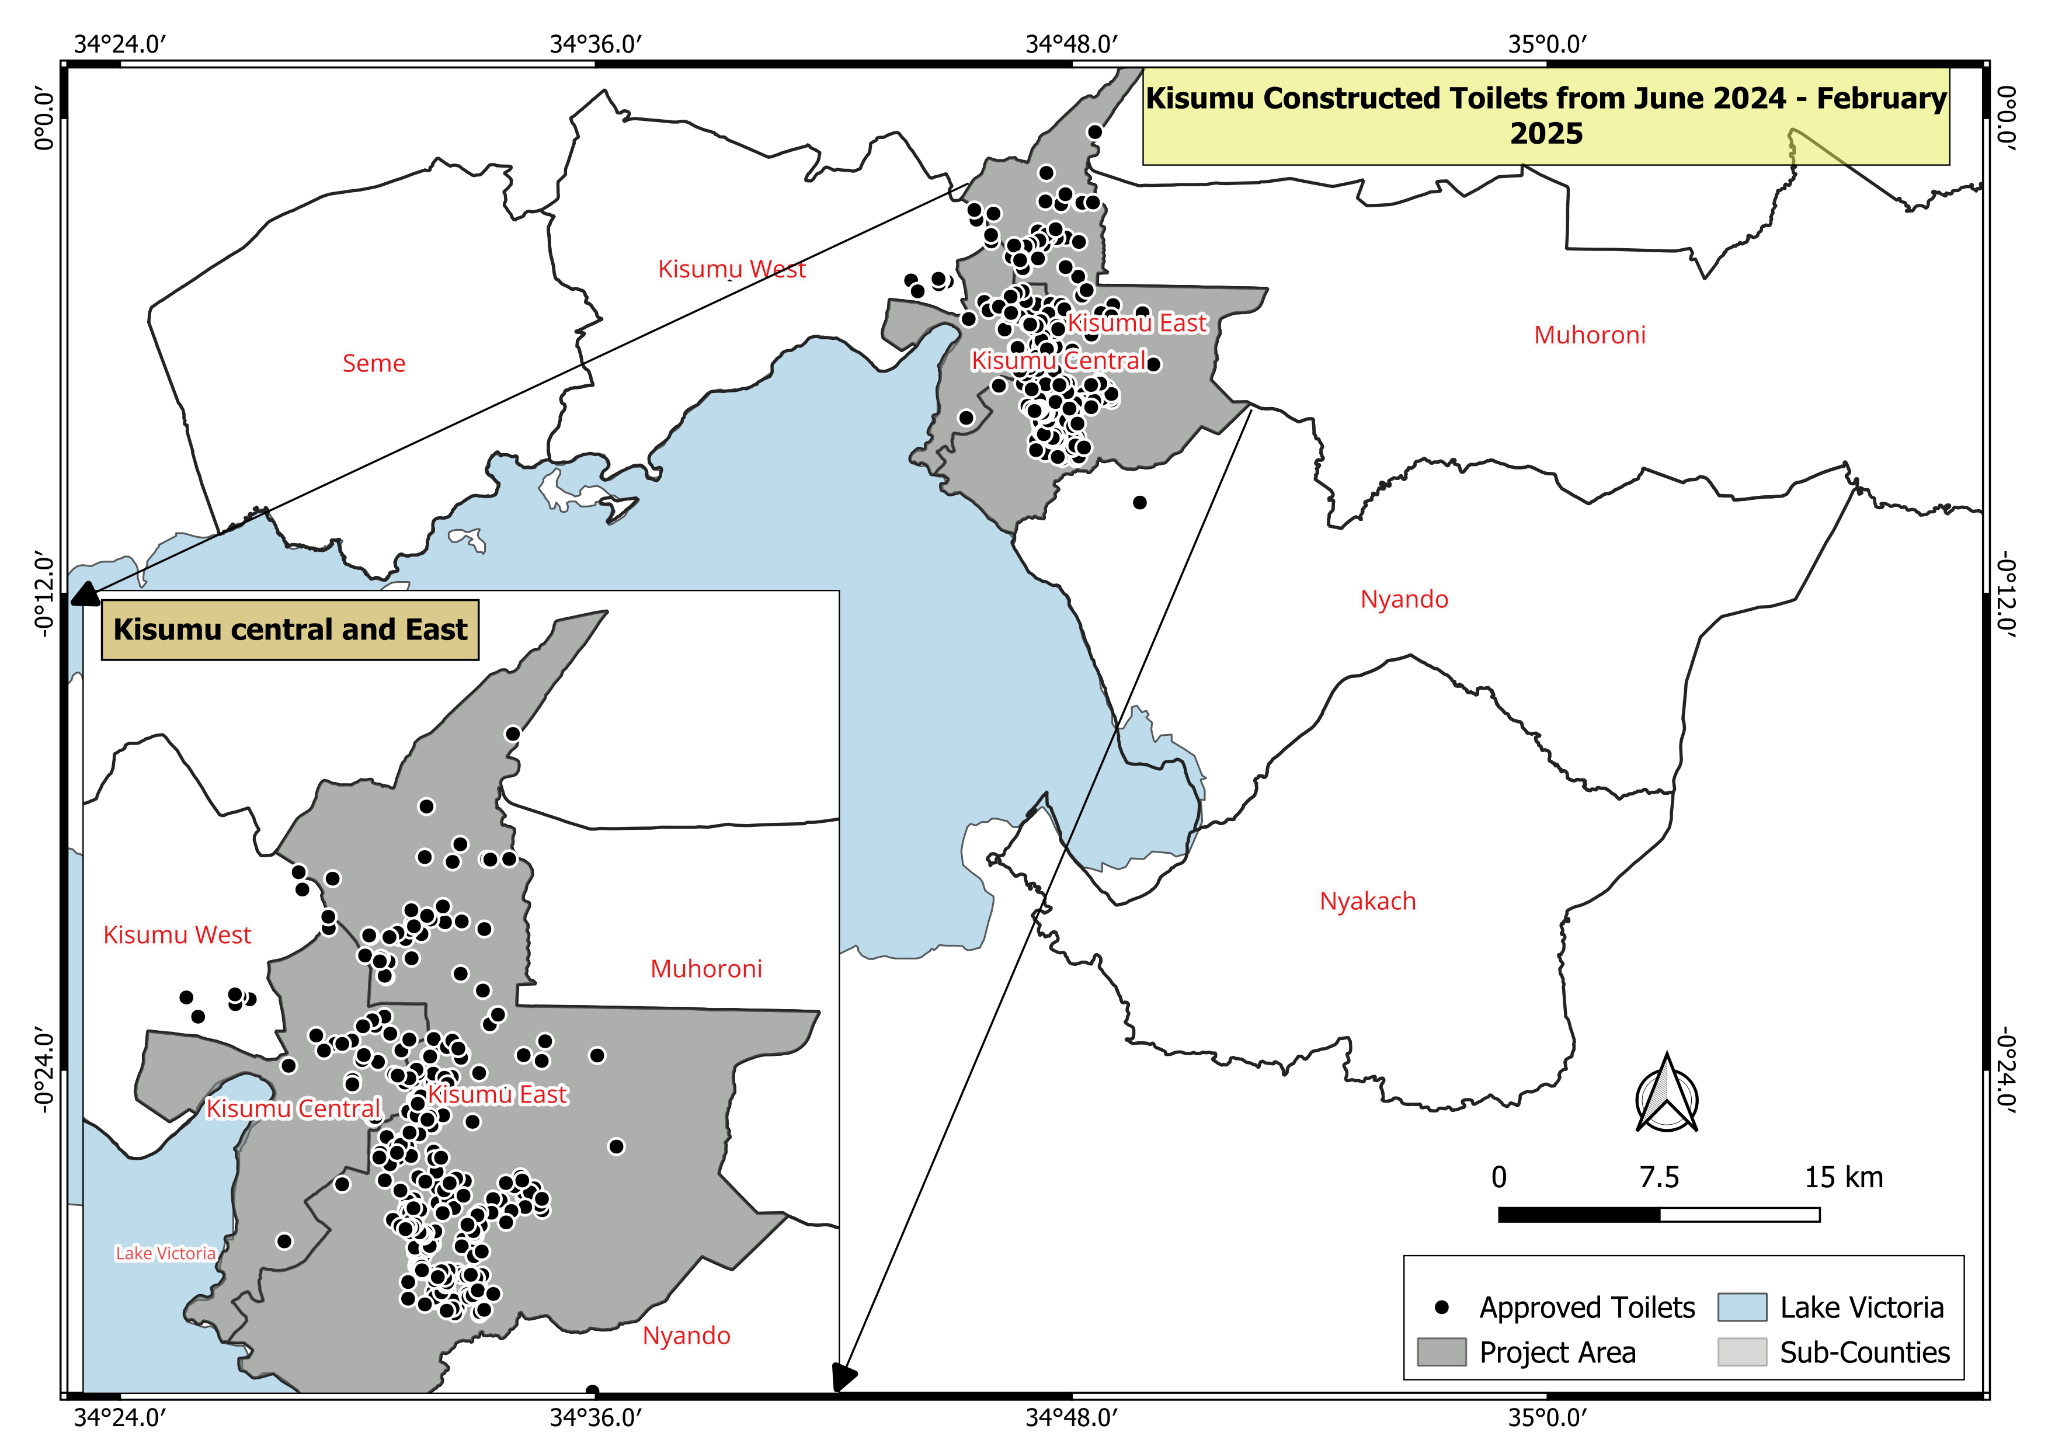 34°24.0′ 34°36.0′ 34°48.0′ 35°0.0′
Kisumu Constructed Toilets from June 2024 - February
2025
0°0.0′
0°0.0′
Kisumu West
Kisumu East
Muhoroni
Kisumu Central
Seme
-0°12.0′
-0°12.0′
Nyando
Kisumu central and East
Nyakach
Kisumu West
Muhoroni
Kisumu East
Kisumu Central
Lake Victoria
Nyando
-0°24.0′
-0°24.0′
0 7.5 15 km
Approved Toilets Lake Victoria
Project Area Sub-Counties
34°24.0′ 34°36.0′ 34°48.0′ 35°0.0′